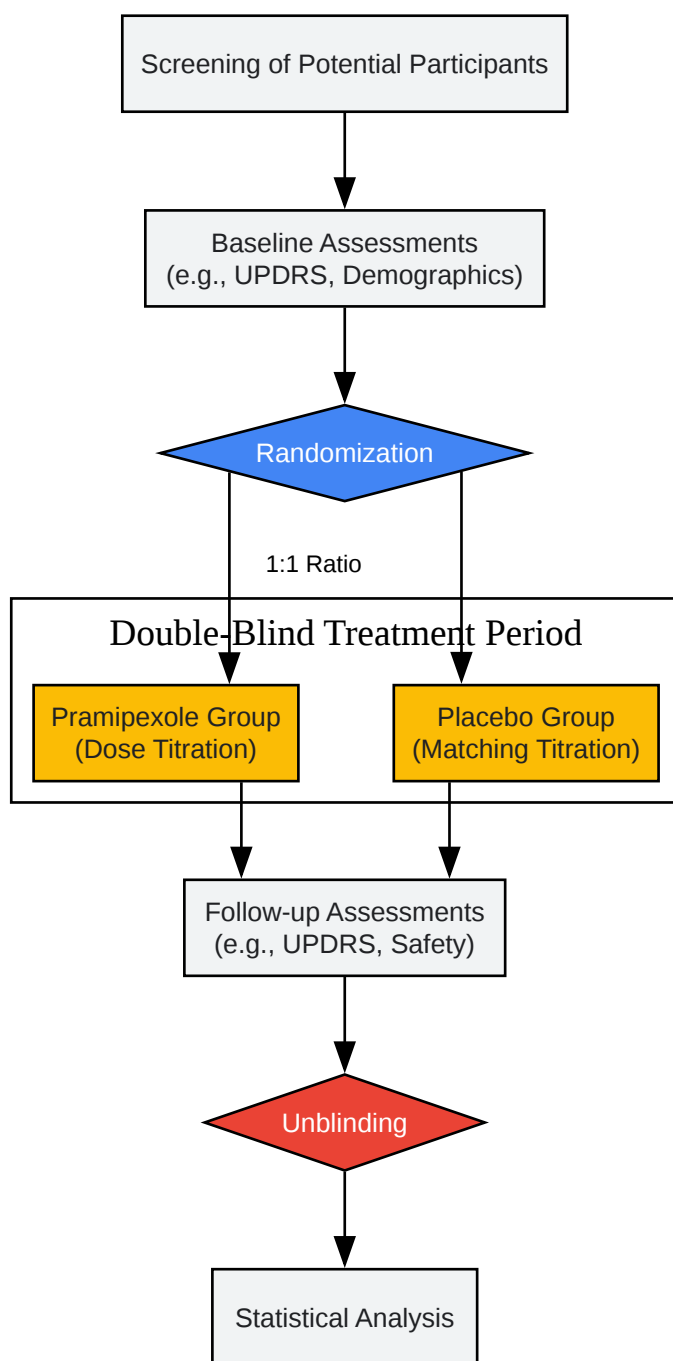 Screening of Potential Participants
Baseline Assessments
(e.g., UPDRS, Demographics)
Randomization
1:1 Ratio
Double-Blind Treatment Period
Pramipexole Group
(Dose Titration)
Placebo Group
(Matching Titration)
Follow-up Assessments
(e.g., UPDRS, Safety)
Unblinding
Statistical Analysis